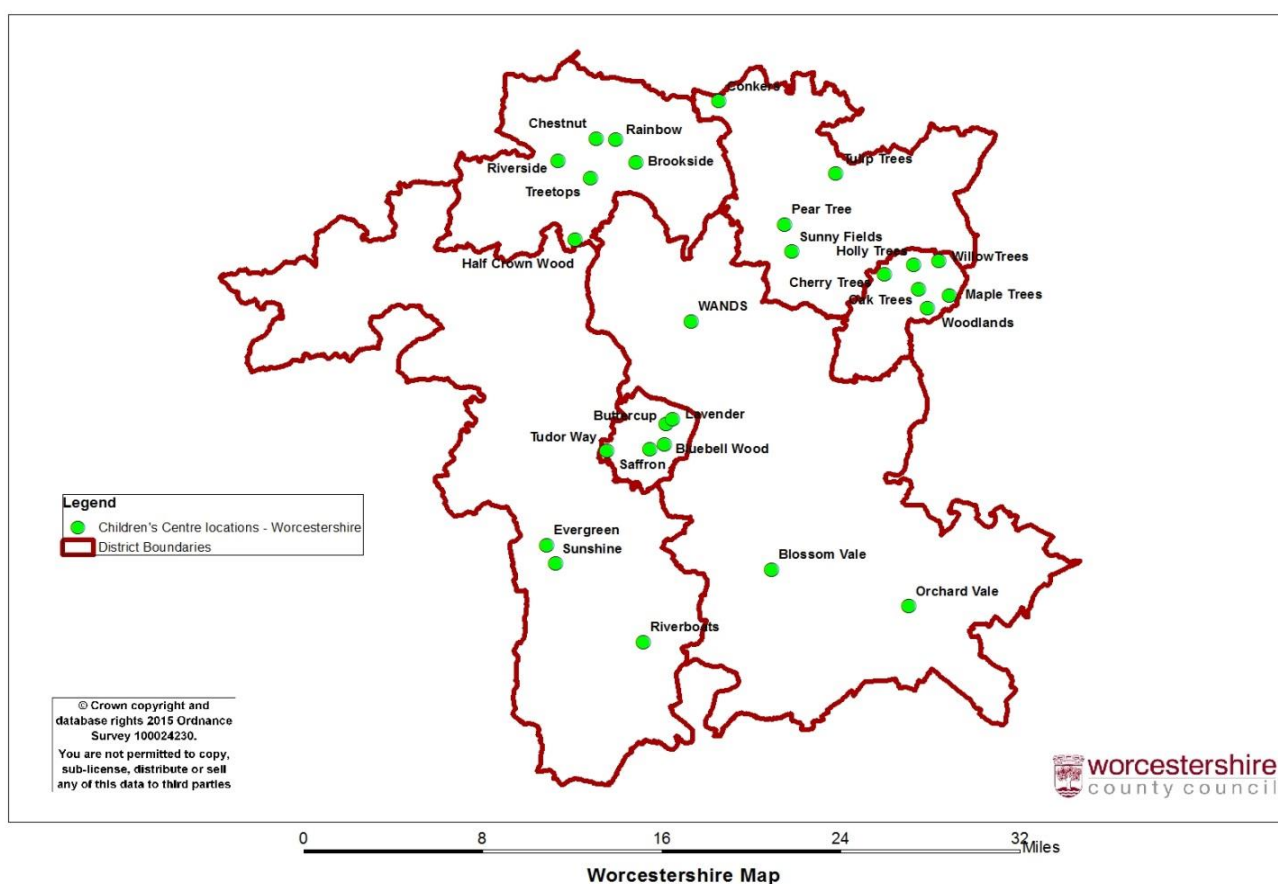 Conkers
Chestnut
Rainbow
Riverside
Brookside
Treetops
Tulip Trees
Pear Tree
Sunny Fields
Half Crown Wood
Holly Trees
WillowTrees
Cherry Trees
Oak Trees
Maple Trees
WANDS
Woodlands
Buttercup
Lavender
Tudor Way
Bluebell Wood
Saffron
Legend
Children's Centre locations - Worcestershire
District Boundaries
Evergreen
Sunshine
Blossom Vale
Orchard Vale
Riverboats
© Crown copyright and
database rights 2015 Ordnance
Survey 100024230.
You are not permitted to copy,
sub-license, distribute or sell
any of this data to third parties
worcestershire
county council
0 8 16 24 32 Miles
Worcestershire Map